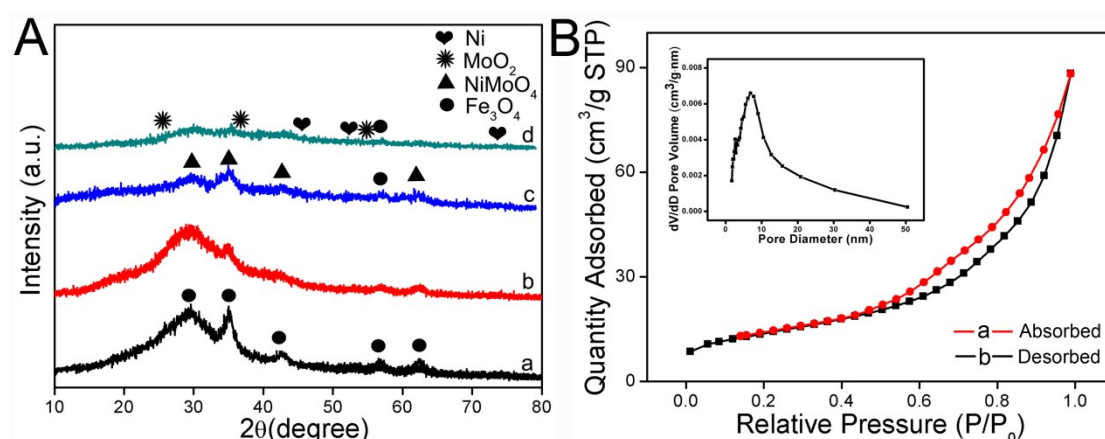 A
Ni
MoO₂
NiMoO₄
Fe₃O₄
d
c
b
a
Intensity (a.u.)
10 20 30 40 50 60 70 80
2θ(degree)
B
Quantity Adsorbed (cm³/g STP)
90
60
30
0
dV/dD Pore Volume (cm³/g·nm)
0.008
0.006
0.004
0.002
0.000
0 10 20 30 40 50
Pore Diameter (nm)
a Absorbed
b Desorbed
0.0 0.2 0.4 0.6 0.8 1.0
Relative Pressure (P/P₀)